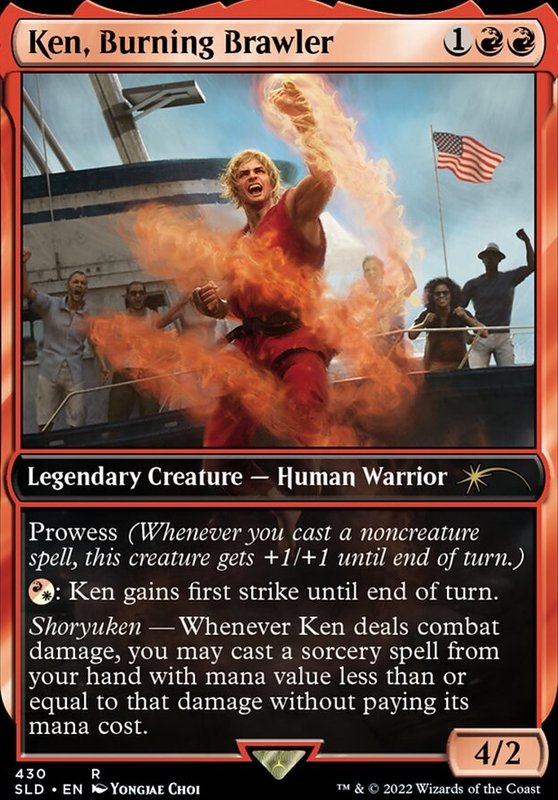 Ken, Burning Brawler 1
Legendary Creature — Human Warrior
Prowess (Whenever you cast a noncreature
spell, this creature gets +1/+1 until end of turn.)
: Ken gains first strike until end of turn.
Shoryuken — Whenever Ken deals combat
damage, you may cast a sorcery spell from
your hand with mana value less than or
equal to that damage without paying its
mana cost.
4/2
430 R
SLD • EN Yongjae Choi
™ & © 2022 Wizards of the Coast